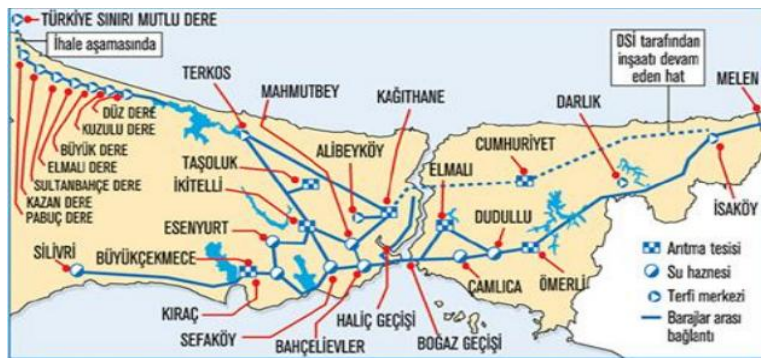 TÜRKİYE SINIRI MUTLU DERE
İhale aşamasında
DÜZ DERE
KUZULU DERE
BÜYÜK DERE
ELMALI DERE
SULTANBAHÇE DERE
KAZAN DERE
PABUÇ DERE
SİLİVRİ
TERKOS
MAHMUTBEY
KAĞITHANE
ALİBEYKÖY
TAŞOLUK
İKİTELLİ
ESENYURT
BÜYÜKÇEKMECE
KIRAÇ
SEFAKÖY
BAHÇELİEVLER
HALİÇ GEÇİŞİ
BOĞAZ GEÇİŞİ
DSİ tarafından
inşaatı devam
eden hat
MELEN
DARLIK
CUMHURİYET
ELMALI
DUDULLU
İSAKÖY
ÇAMLICA
ÖMERLİ
Arıtma tesisi
Su haznesi
Terfi merkezi
Barajlar arası
bağlantı